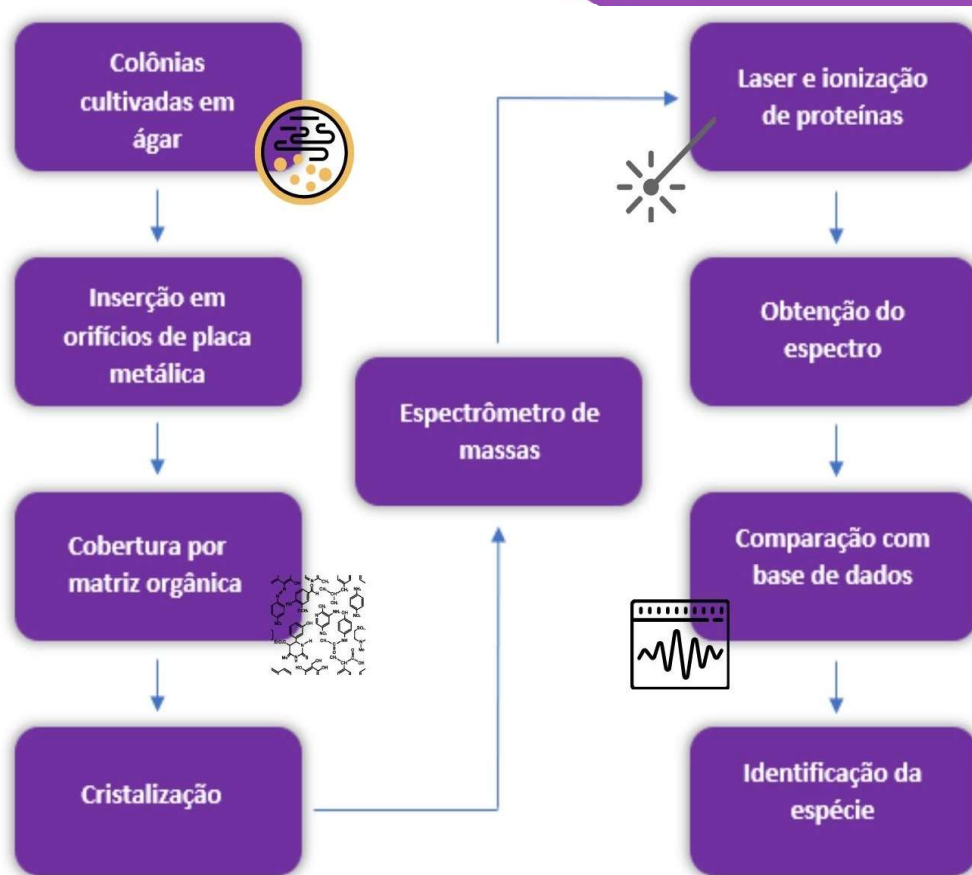 Colônias
cultivadas em
ágar
Inserção em
orifícios de placa
metálica
Cobertura por
matriz orgânica
Cristalização
Espectrômetro de
massas
Laser e ionização
de proteínas
Obtenção do
espectro
Comparação com
base de dados
Identificação da
espécie